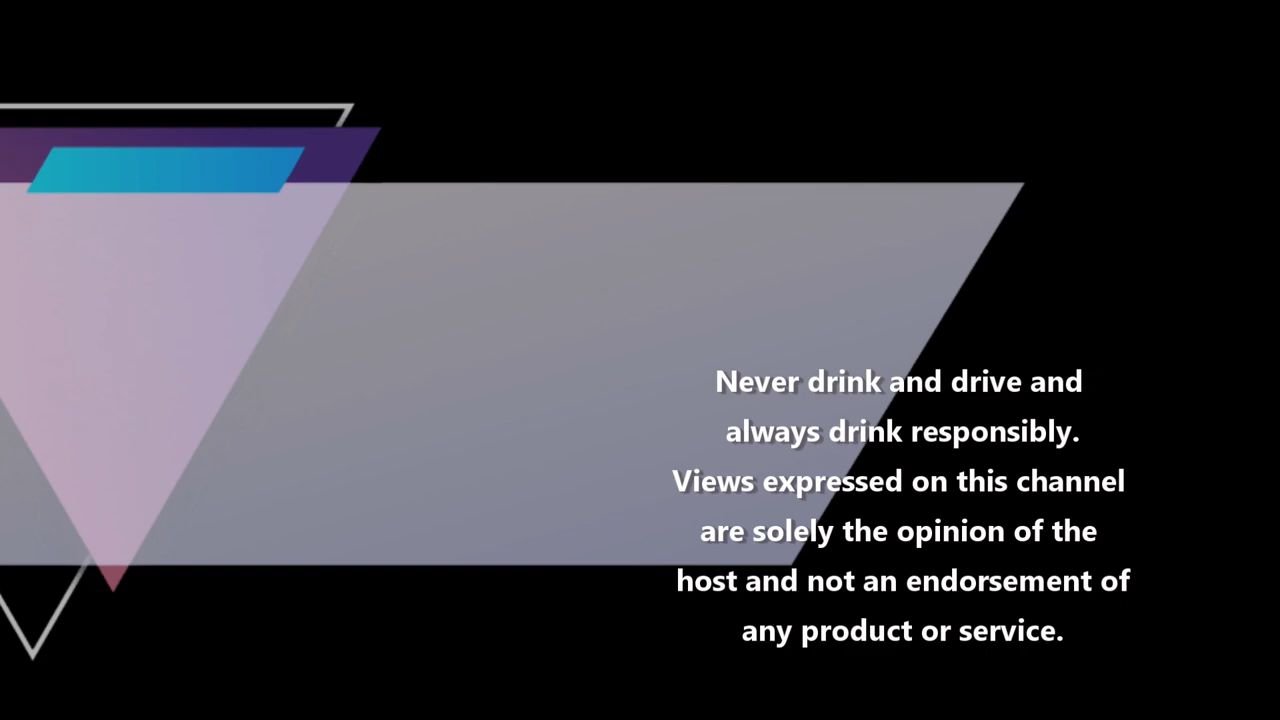 Never drink and drive and
always drink responsibly.
Views expressed on this channel
are solely the opinion of the
host and not an endorsement of
any product or service.